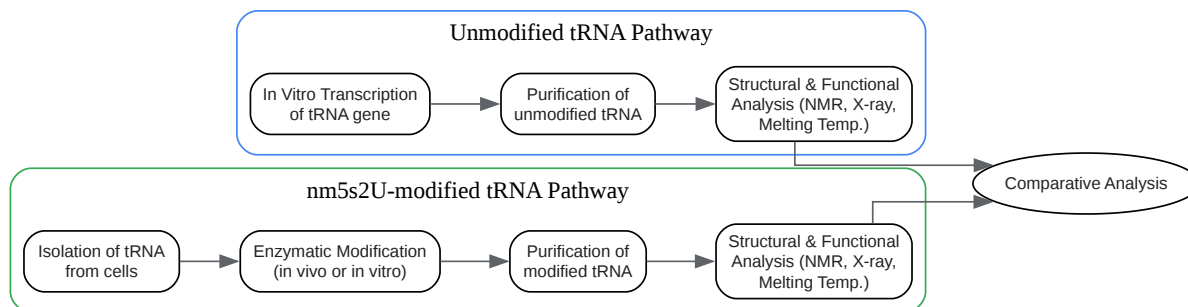 Unmodified tRNA Pathway
In Vitro Transcription
of tRNA gene
Purification of
unmodified tRNA
Structural & Functional
Analysis (NMR, X-ray,
Melting Temp.)
Comparative Analysis
nm5s2U-modified tRNA Pathway
Isolation of tRNA
from cells
Enzymatic Modification
(in vivo or in vitro)
Purification of
modified tRNA
Structural & Functional
Analysis (NMR, X-ray,
Melting Temp.)